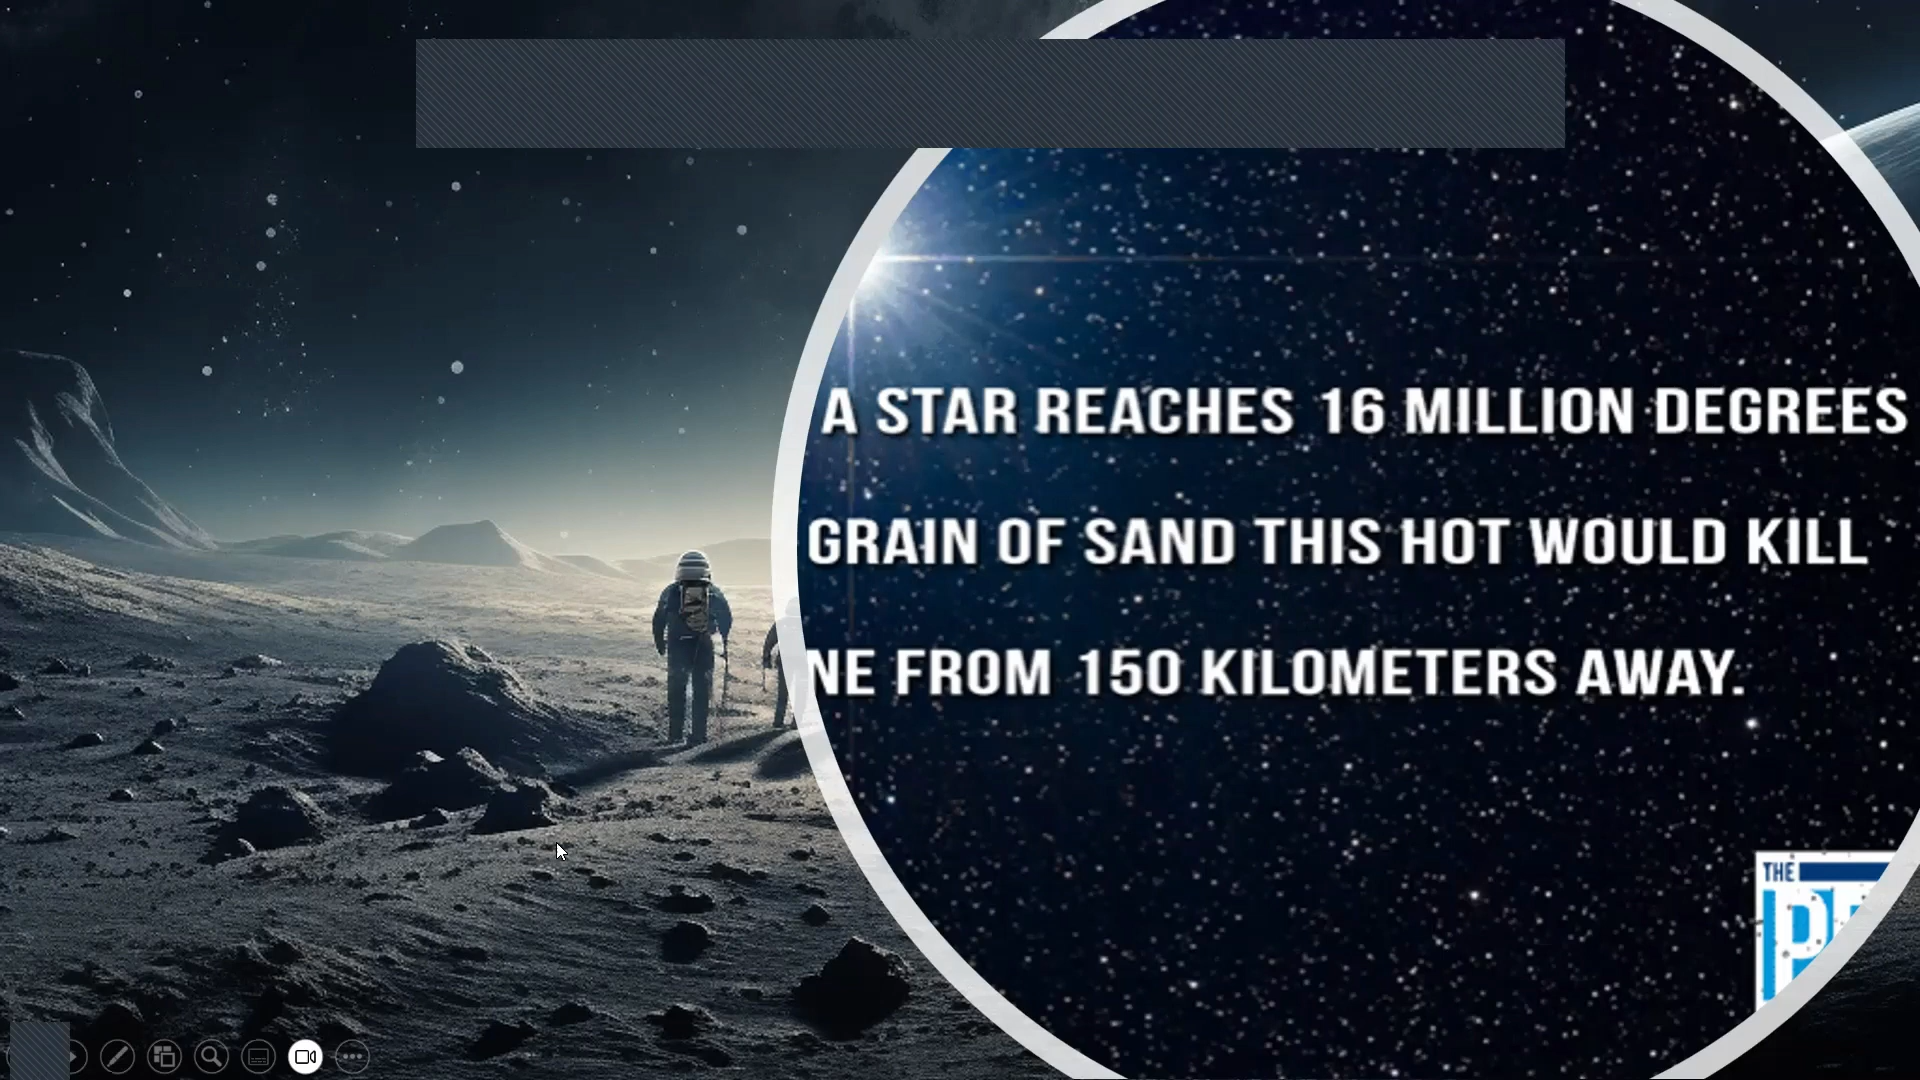 A STAR REACHES 16 MILLION DEGREES
GRAIN OF SAND THIS HOT WOULD KILL
NE FROM 150 KILOMETERS AWAY.
THE